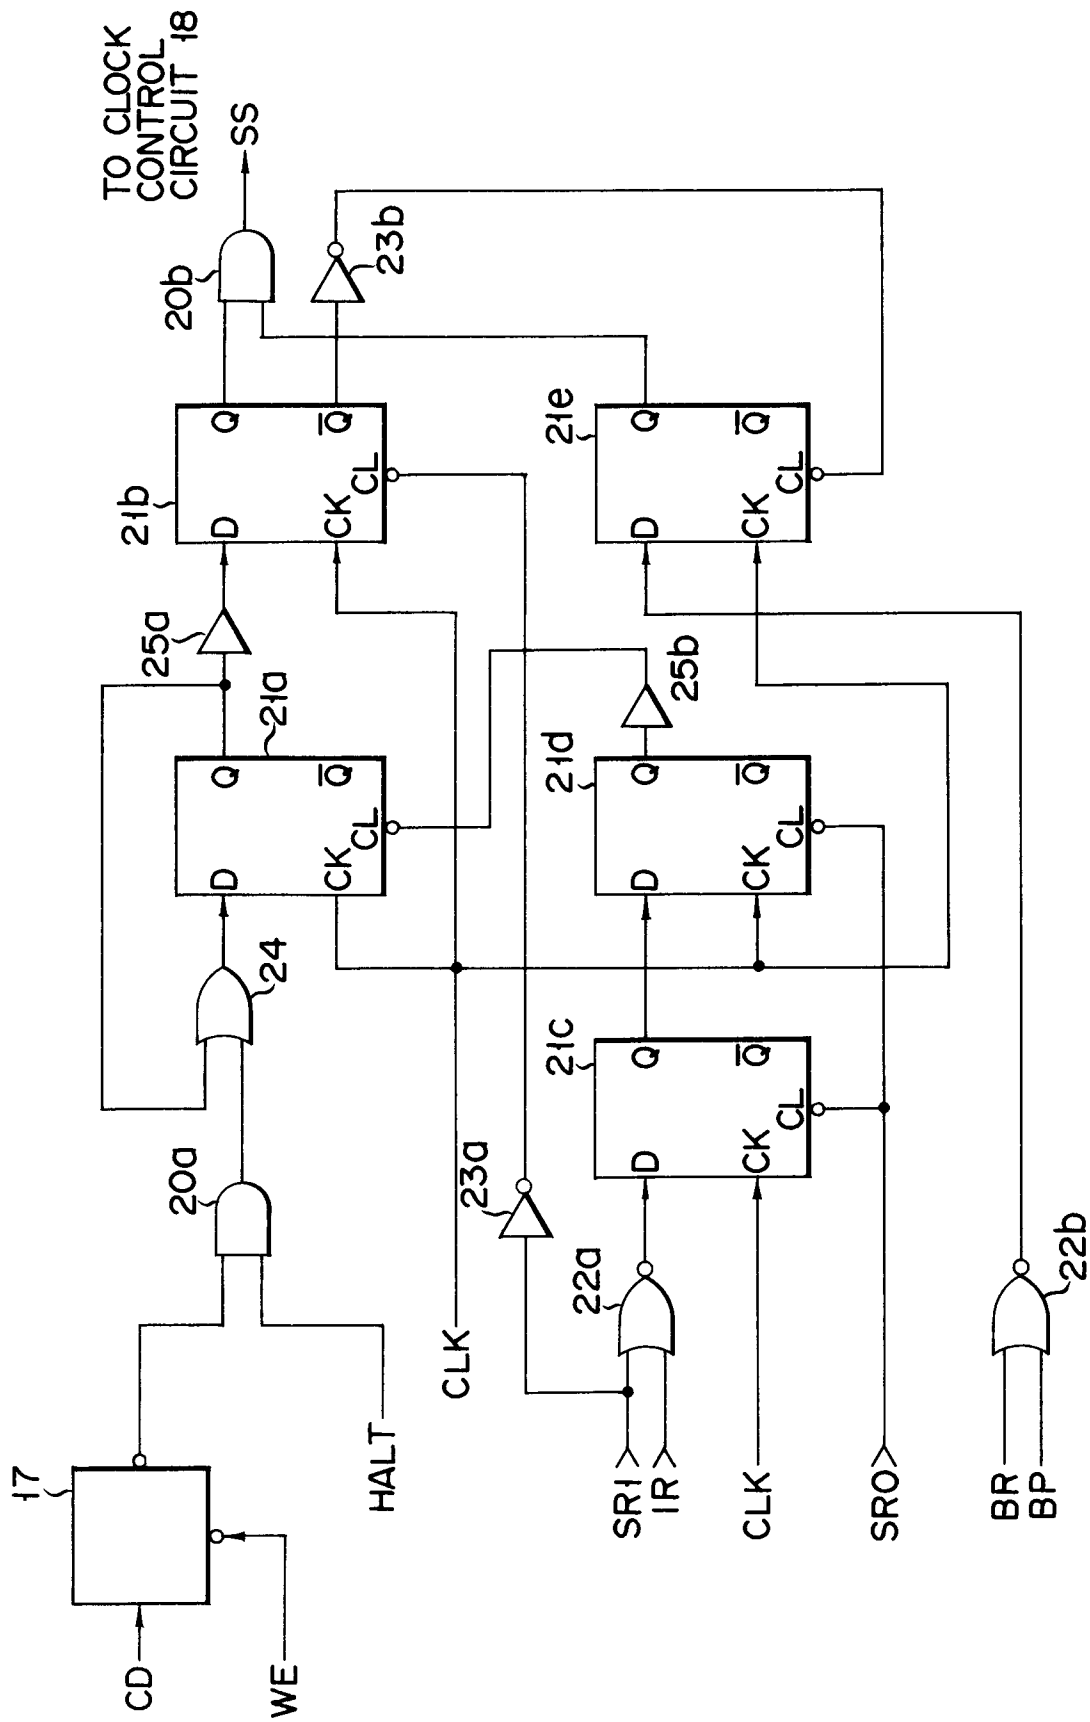 TO CLOCK
CONTROL
CIRCUIT 18
SS
20b
23b
21b
D
Q
CK
Q
CL
25a
21a
D
Q
CK
Q
CL
24
20a
17
CD
WE
HALT
CLK
23a
21e
D
Q
CK
Q
CL
25b
21d
D
Q
CK
Q
CL
21c
D
Q
CK
Q
CL
22a
SR1
IR
CLK
SRO
22b
BR
BP